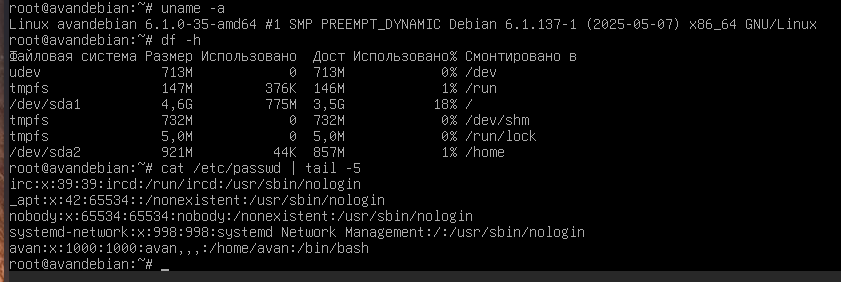 root@avandebian:~# uname -a
Linux avandebian 6.1.0-35-amd64 #1 SMP PREEMPT_DYNAMIC Debian 6.1.137-1 (2025-05-07) x86_64 GNU/Linux
root@avandebian:~# df -h
Файловая система Размер Использовано  Дост Использовано% Смонтировано в
udev               713M            0  713M            0% /dev
tmpfs              147M         376K  146M            1% /run
/dev/sda1          4,6G         775M  3,5G           18% /
tmpfs              732M            0  732M            0% /dev/shm
tmpfs              5,0M            0  5,0M            0% /run/lock
/dev/sda2          921M          44K  857M            1% /home
root@avandebian:~# cat /etc/passwd | tail -5
irc:x:39:39:ircd:/run/ircd:/usr/sbin/nologin
_apt:x:42:65534::/nonexistent:/usr/sbin/nologin
nobody:x:65534:65534:nobody:/nonexistent:/usr/sbin/nologin
systemd-network:x:998:998:systemd Network Management:/:/usr/sbin/nologin
avan:x:1000:1000:avan,,,:/home/avan:/bin/bash
root@avandebian:~# _